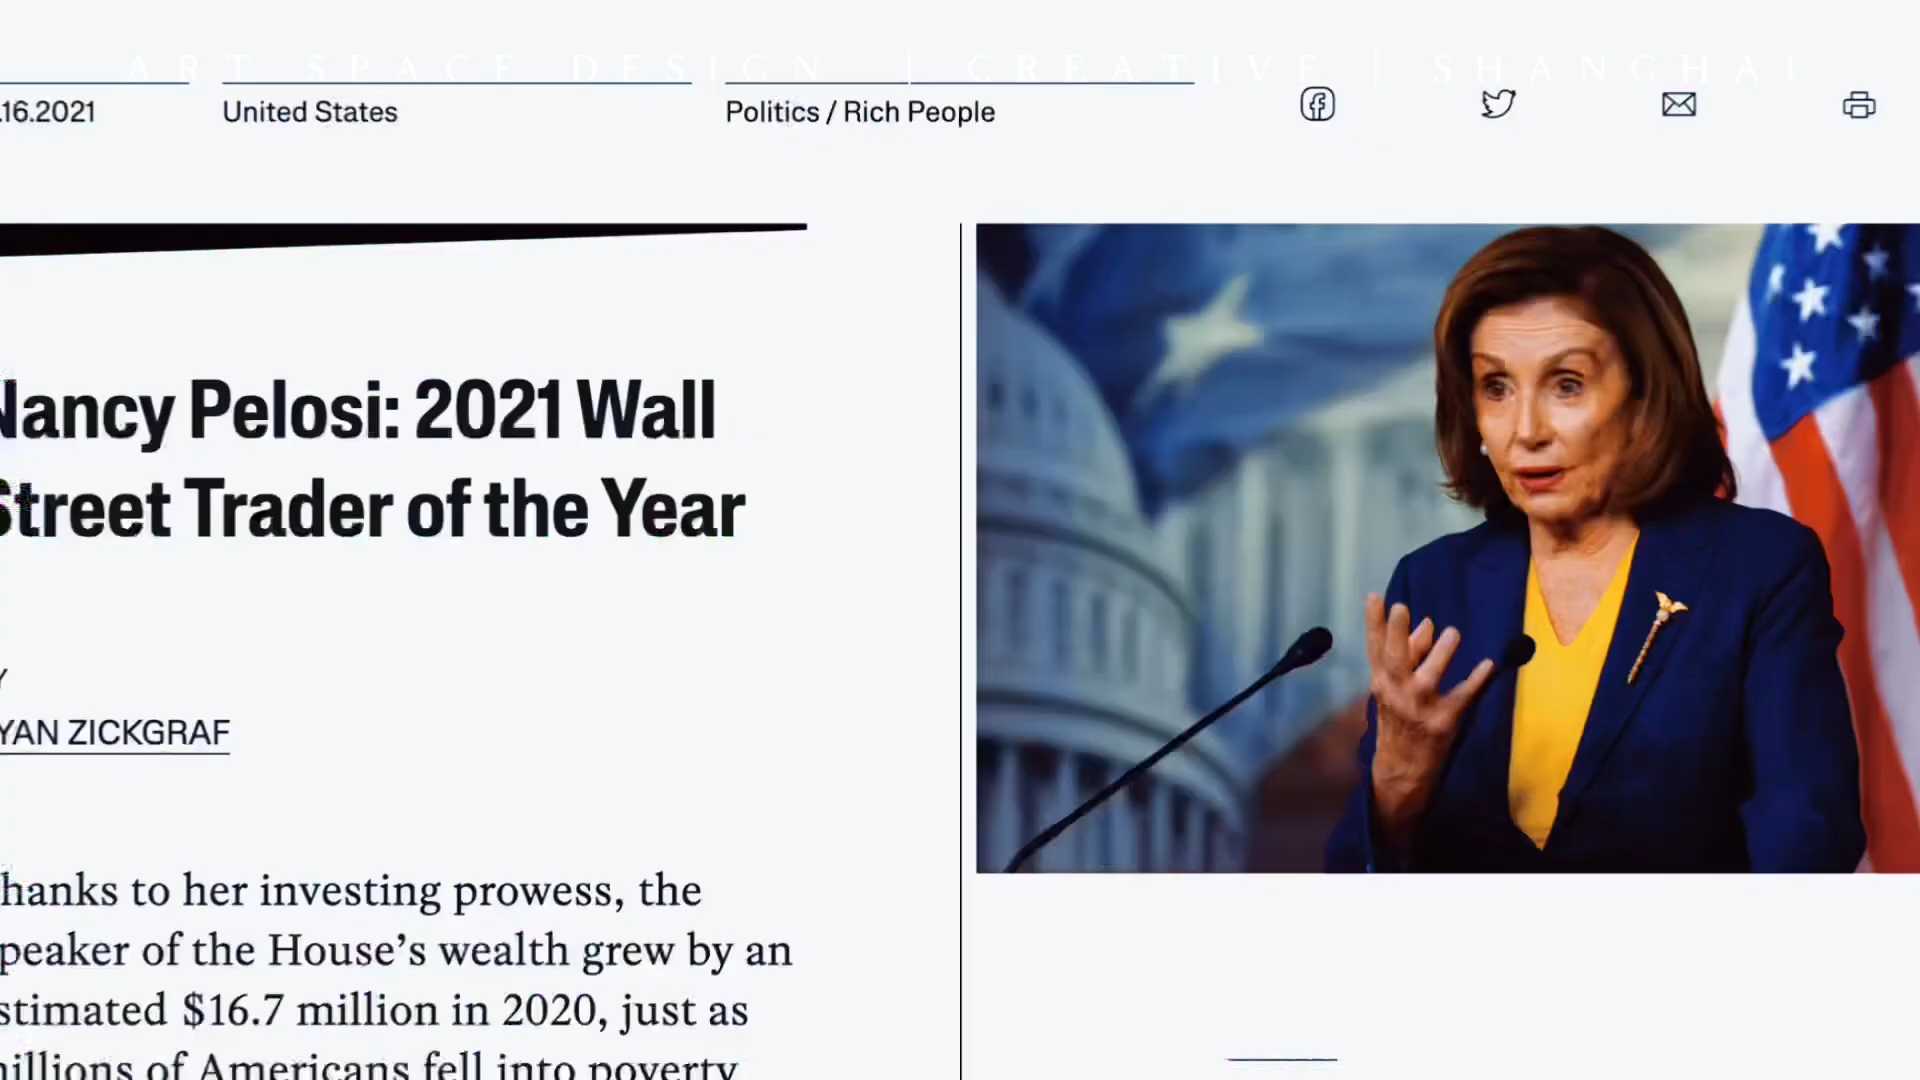 ART SPACE DESIGN | CREATIVE | SHANGHAI
.16.2021
United States
Politics / Rich People
Nancy Pelosi: 2021 Wall
Street Trader of the Year
Y
YAN ZICKGRAF
hanks to her investing prowess, the
peaker of the House’s wealth grew by an
stimated $16.7 million in 2020, just as
millions of Americans fell into poverty